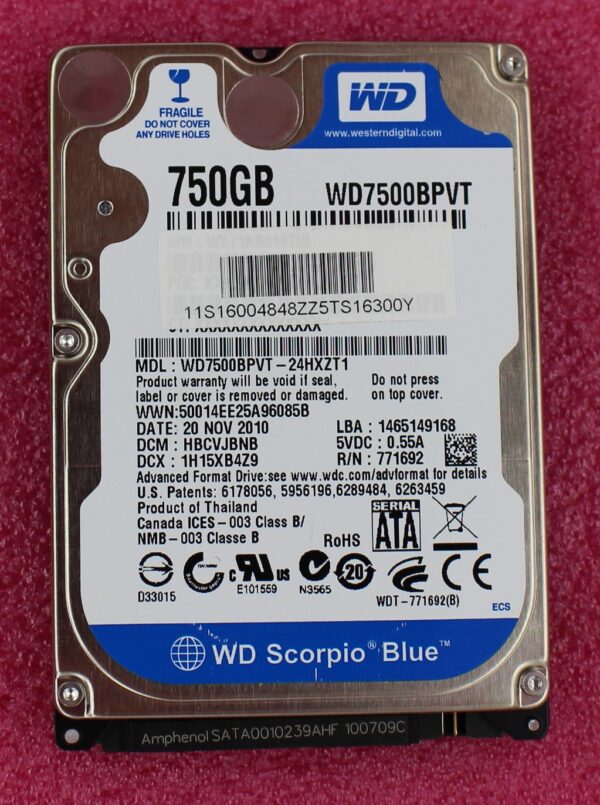 FRAGILE
DO NOT COVER
ANY DRIVE HOLES
WD
www.westerndigital.com
750GB
WD7500BPVT
11S16004848ZZ5TS16300Y
MDL : WD7500BPVT-24HXZT1
Product warranty will be void if seal,
label or cover is removed or damaged.
Do not press
on top cover.
WWN:50014EE25A96085B
DATE: 20 NOV 2010
LBA : 1465149168
DCM : HBCVJBNB
5VDC : 0.55A
DCX : 1H15XB4Z9
R/N : 771692
Advanced Format Drive:see www.wdc.com/advformat for details
U.S. Patents: 6178056, 5956196,6289484, 6263459
Product of Thailand
Canada ICES-003 Class B/
NMB-003 Classe B
RoHS
SERIAL
ATA
D33015
c US
E101559
N3565
20
CE
WDT-771692(B)
ECS
WD Scorpio® Blue™
Amphenol SATA0010239AHF 100709C